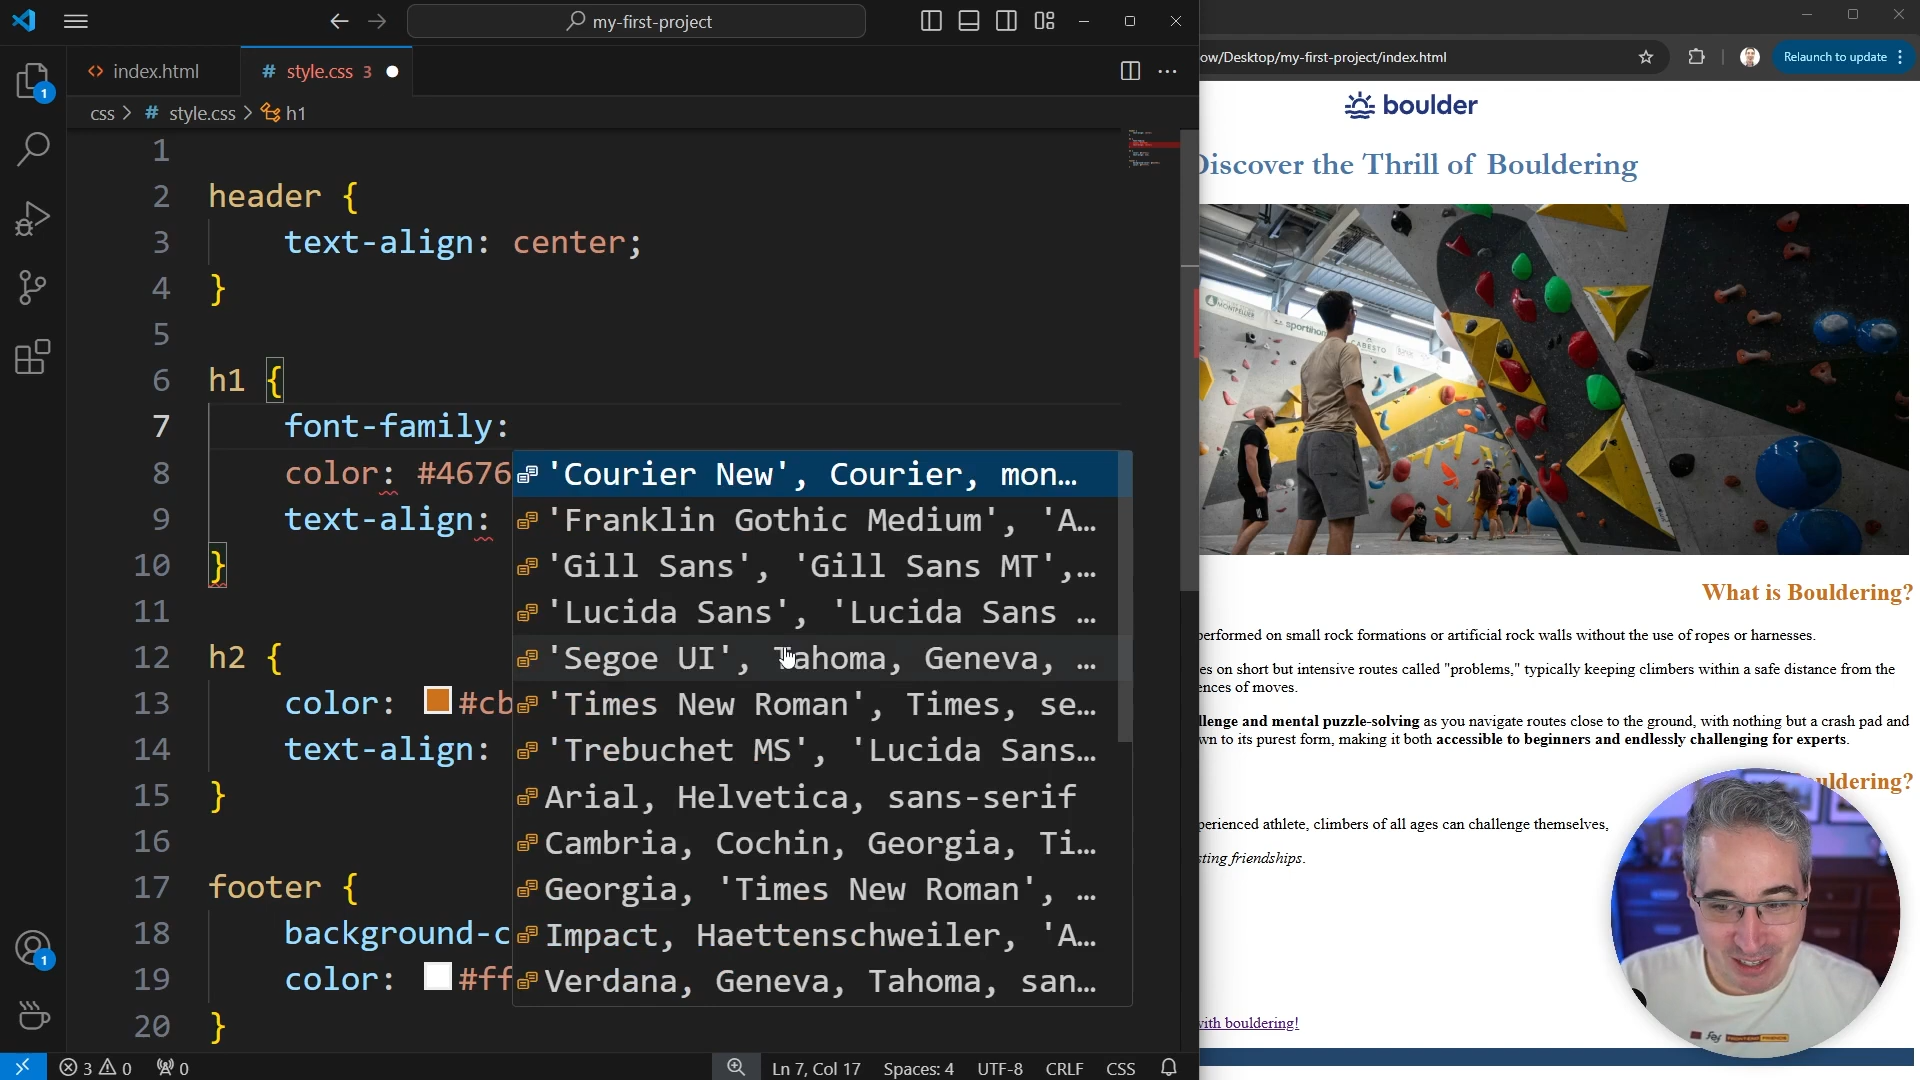 my-first-project
index.html
# style.css 3
css > # style.css > h1
1
2 header {
3 text-align: center;
4 }
5
6 h1 {
7 font-family:
8 color: #4676
9 text-align:
10 }
11
12 h2 {
13 color: #cb
14 text-align:
15 }
16
17 footer {
18 background-c
19 color: #ff
20 }
'Courier New', Courier, mon…
'Franklin Gothic Medium', 'A…
'Gill Sans', 'Gill Sans MT',…
'Lucida Sans', 'Lucida Sans …
'Segoe UI', Tahoma, Geneva, …
'Times New Roman', Times, se…
'Trebuchet MS', 'Lucida Sans…
Arial, Helvetica, sans-serif
Cambria, Cochin, Georgia, Ti…
Georgia, 'Times New Roman', …
Impact, Haettenschweiler, 'A…
Verdana, Geneva, Tahoma, san…
1
1
3 0 0
Ln 7, Col 17 Spaces: 4 UTF-8 CRLF CSS
ow/Desktop/my-first-project/index.html
Relaunch to update
boulder
Discover the Thrill of Bouldering
MONTPELLIER
sportihon
CABESTO
What is Bouldering?
performed on small rock formations or artificial rock walls without the use of ropes or harnesses.
es on short but intensive routes called "problems," typically keeping climbers within a safe distance from the
ences of moves.
llenge and mental puzzle-solving as you navigate routes close to the ground, with nothing but a crash pad and
wn to its purest form, making it both accessible to beginners and endlessly challenging for experts.
uldering?
perienced athlete, climbers of all ages can challenge themselves,
sting friendships.
with bouldering!